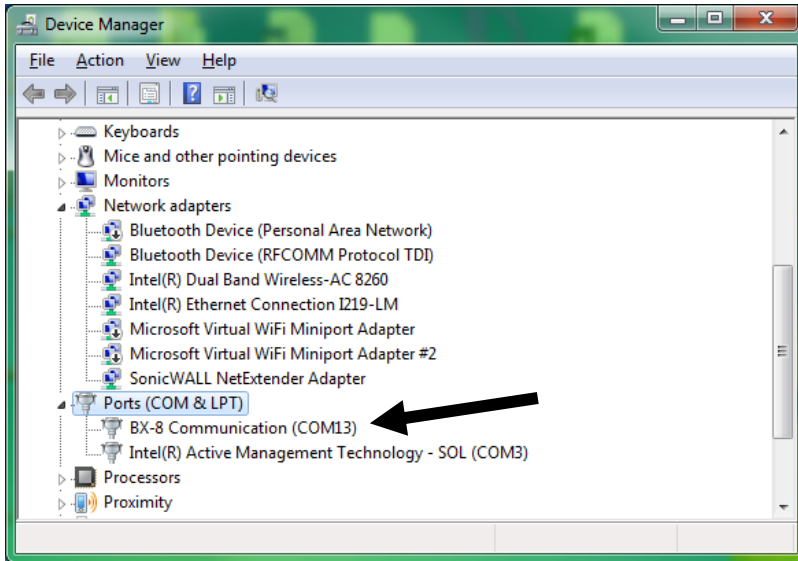 Device Manager
File Action View Help
Keyboards
Mice and other pointing devices
Monitors
Network adapters
Bluetooth Device (Personal Area Network)
Bluetooth Device (RFCOMM Protocol TDI)
Intel(R) Dual Band Wireless-AC 8260
Intel(R) Ethernet Connection I219-LM
Microsoft Virtual WiFi Miniport Adapter
Microsoft Virtual WiFi Miniport Adapter #2
SonicWALL NetExtender Adapter
Ports (COM & LPT)
BX-8 Communication (COM13)
Intel(R) Active Management Technology - SOL (COM3)
Processors
Proximity